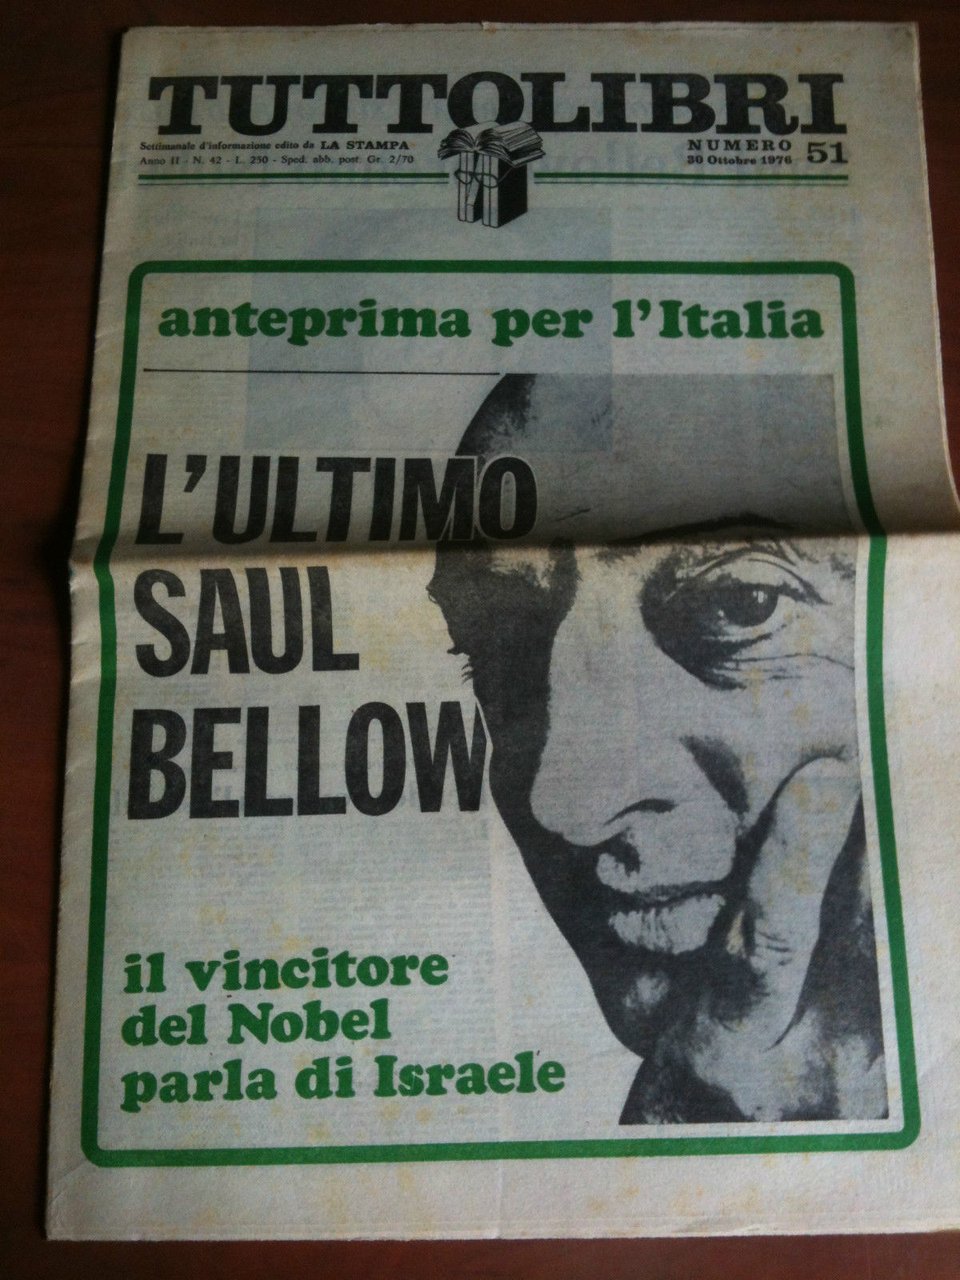 TUTTOLIBRI
Settimanale d'informazione edito da LA STAMPA
Anno II - N. 42 - L. 250 - Sped. abb. post. Gr. 2/70
NUMERO 51
30 Ottobre 1976
anteprima per l'Italia
L'ULTIMO
SAUL
BELLOW
il vincitore
del Nobel
parla di Israele